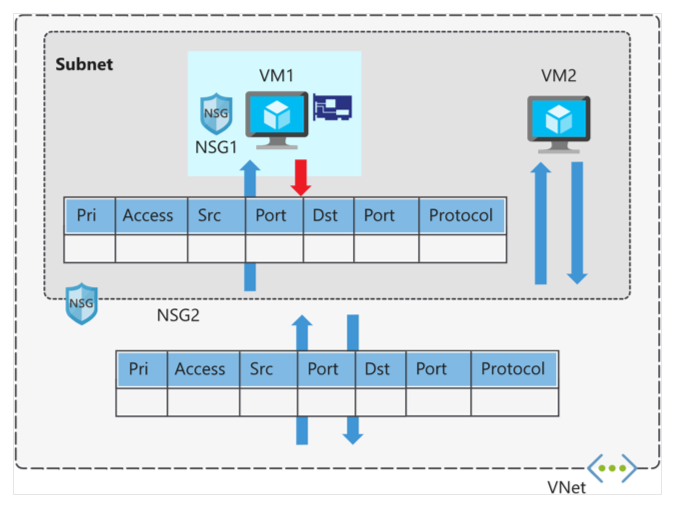 Subnet
VM1
VM2
NSG
NSG1
Pri Access Src Port Dst Port Protocol
NSG
NSG2
Pri Access Src Port Dst Port Protocol
VNet